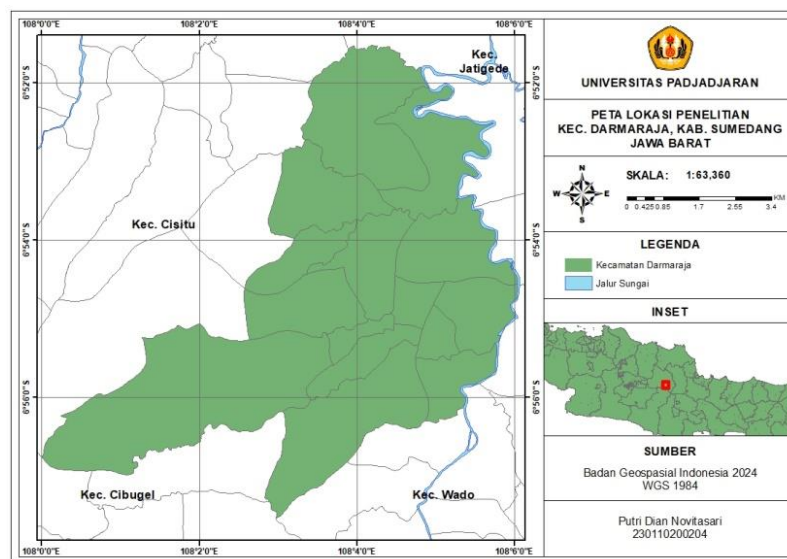 108°0'0"E
108°2'0"E
108°4'0"E
108°6'0"E
6°52'0"S
6°54'0"S
6°56'0"S
Kec. Jatigede
Kec. Cisitu
Kec. Cibugel
Kec. Wado
6°52'0"S
6°54'0"S
6°56'0"S
108°0'0"E
108°2'0"E
108°4'0"E
108°6'0"E
UNIVERSITAS PADJADJARAN
PETA LOKASI PENELITIAN
KEC. DARMARAJA, KAB. SUMEDANG
JAWA BARAT
N
W E
S
SKALA: 1:63,360
KM
0 0.425 0.85 1.7 2.55 3.4
LEGENDA
Kecamatan Darmaraja
Jalur Sungai
INSET
SUMBER
Badan Geospasial Indonesia 2024
WGS 1984
Putri Dian Novitasari
230110200204